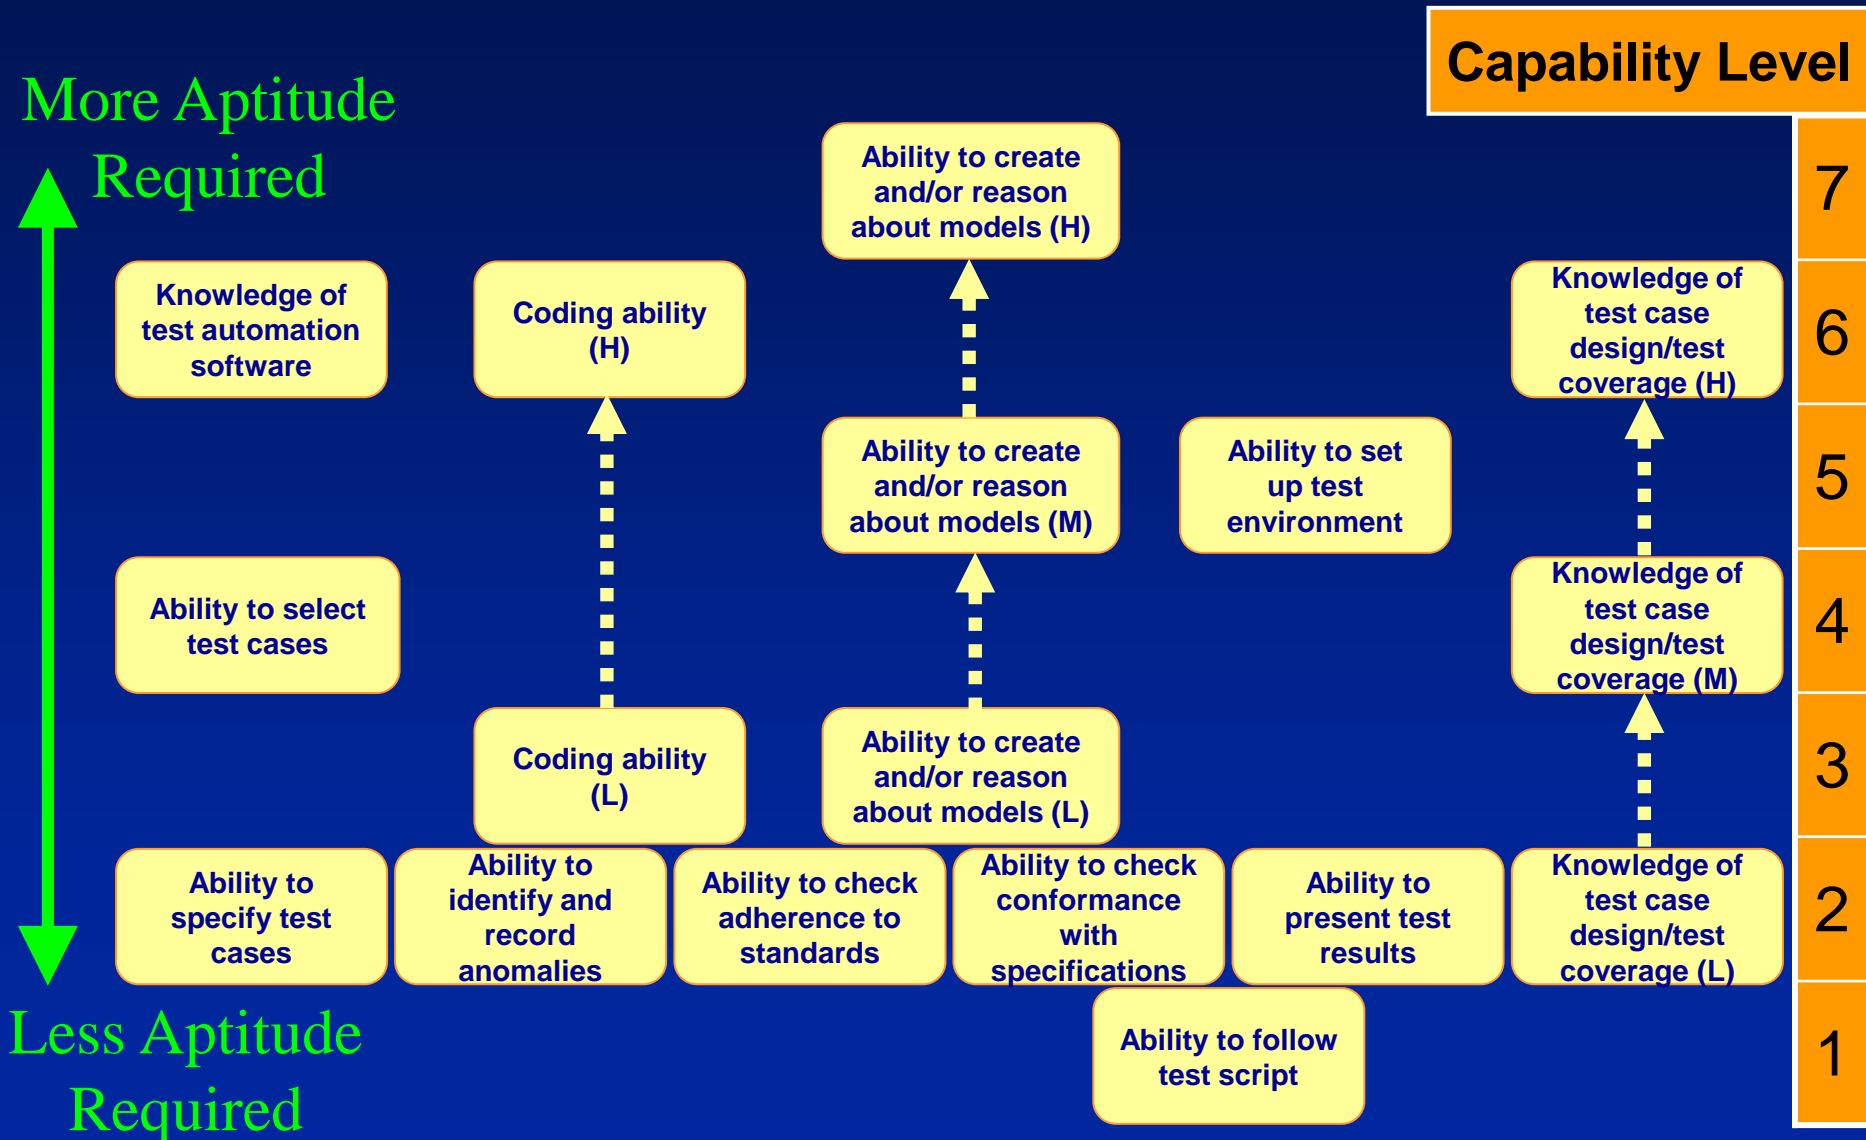 Capability Level
More Aptitude
Required
7
Ability to create
and/or reason
about models (H)
6
Knowledge of
test automation
software
Coding ability
(H)
Knowledge of
test case
design/test
coverage (H)
5
Ability to create
and/or reason
about models (M)
Ability to set
up test
environment
4
Ability to select
test cases
Knowledge of
test case
design/test
coverage (M)
3
Coding ability
(L)
Ability to create
and/or reason
about models (L)
2
Ability to
specify test
cases
Ability to
identify and
record
anomalies
Ability to check
adherence to
standards
Ability to check
conformance
with
specifications
Ability to
present test
results
Knowledge of
test case
design/test
coverage (L)
1
Ability to follow
test script
Less Aptitude
Required